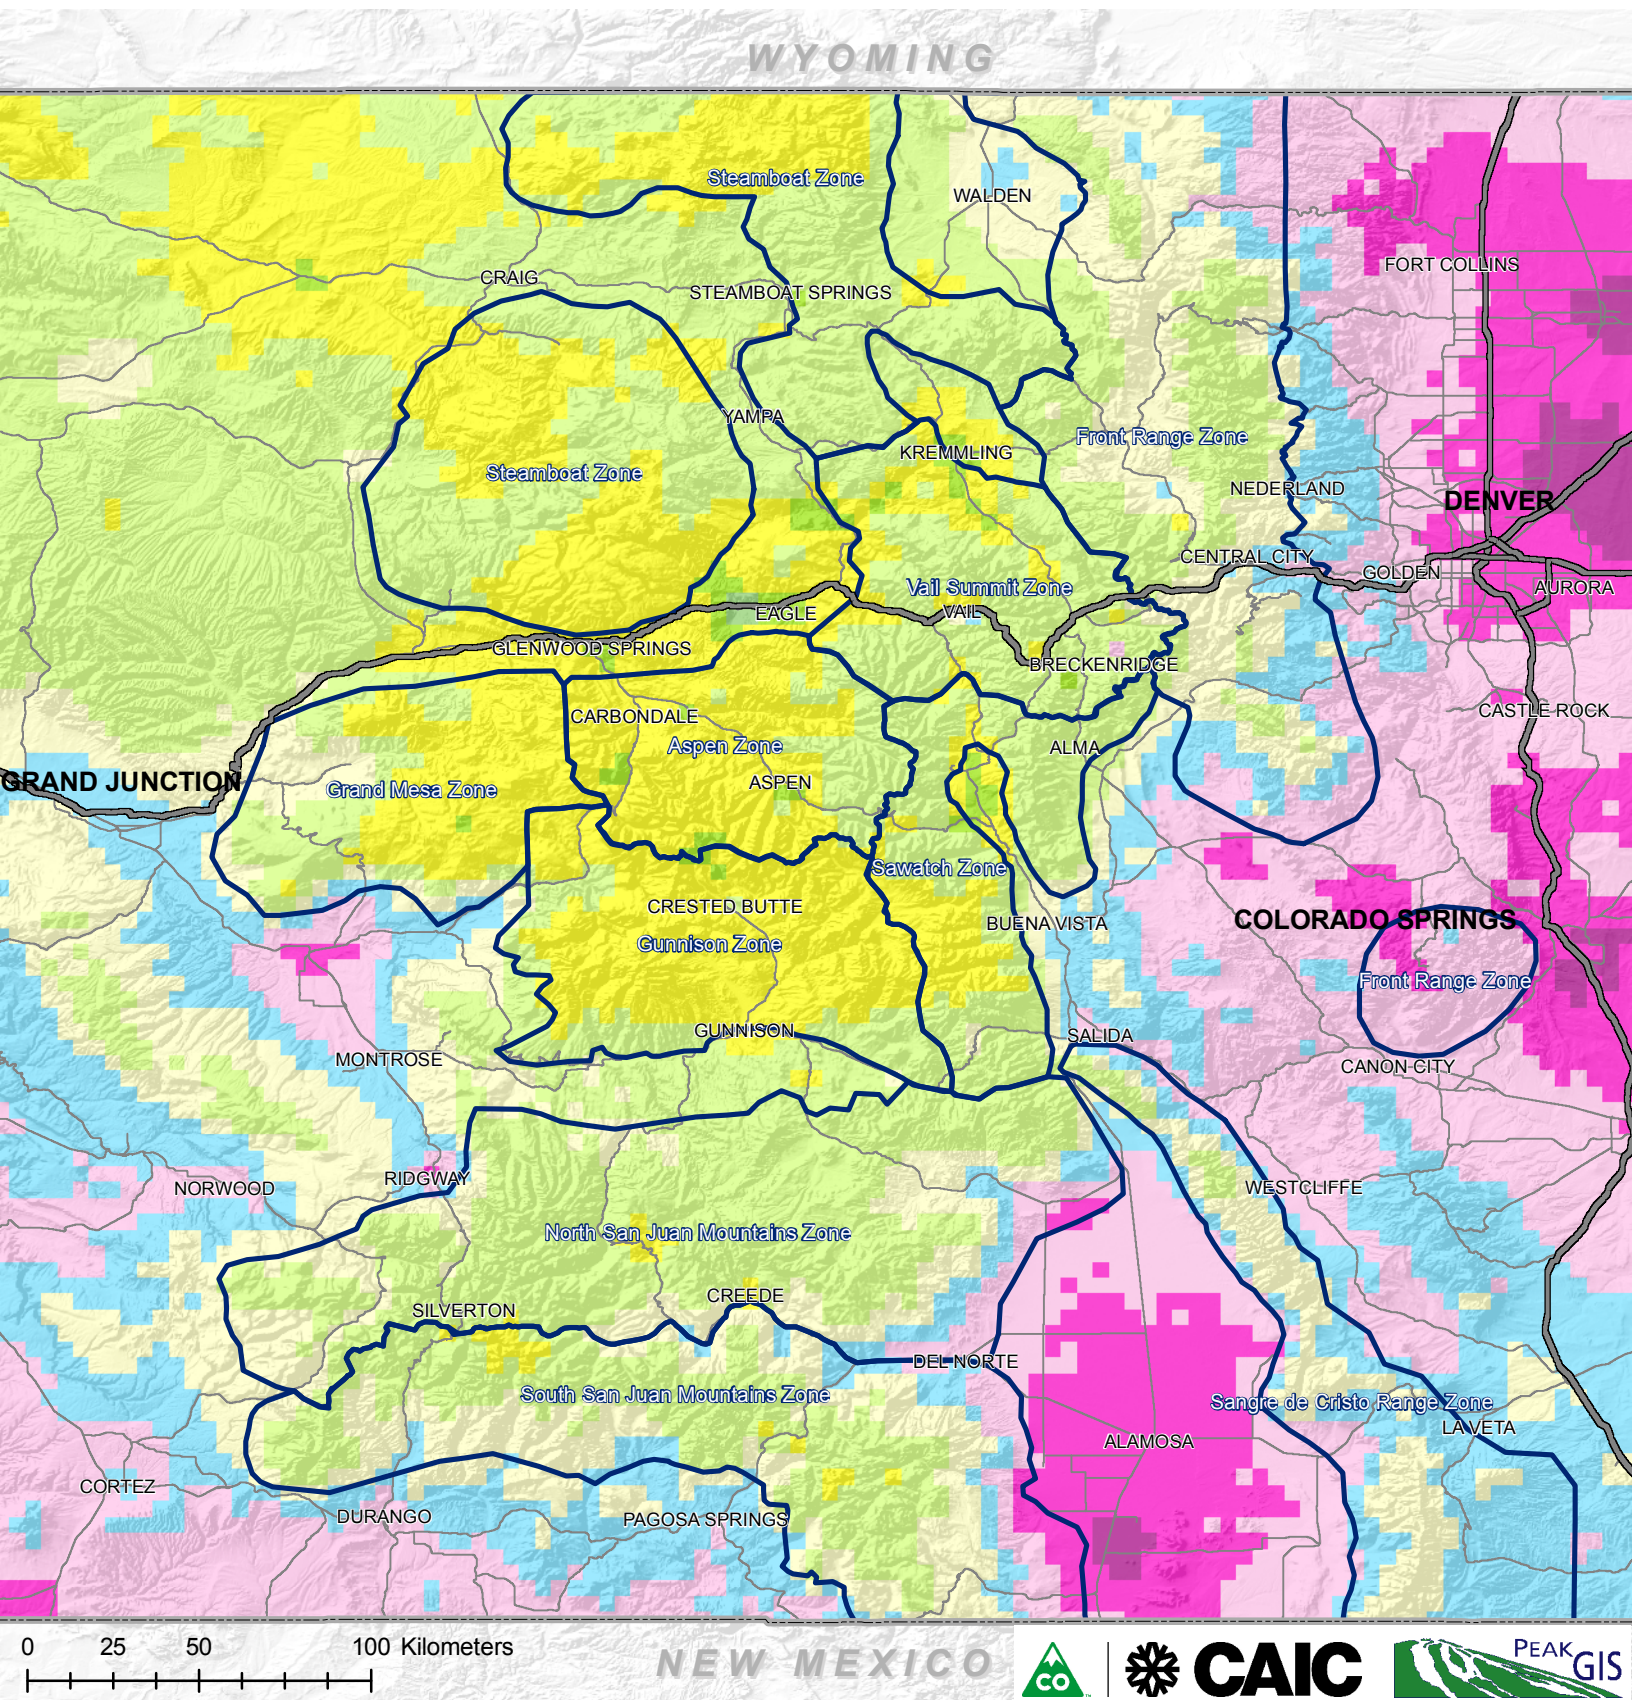 WYOMING
Steamboat Zone
WALDEN
FORT COLLINS
CRAIG
STEAMBOAT SPRINGS
YAMPA
Front Range Zone
KREMMLING
Steamboat Zone
NEDERLAND
DENVER
CENTRAL CITY
GOLDEN
AURORA
Vail Summit Zone
EAGLE
VAIL
GLENWOOD SPRINGS
BRECKENRIDGE
CARBONDALE
CASTLE ROCK
Aspen Zone
ALMA
GRAND JUNCTION
ASPEN
Grand Mesa Zone
Sawatch Zone
CRESTED BUTTE
BUENA VISTA
COLORADO SPRINGS
Gunnison Zone
Front Range Zone
GUNNISON
SALIDA
MONTROSE
CANON CITY
RIDGWAY
NORWOOD
WESTCLIFFE
North San Juan Mountains Zone
CREEDE
SILVERTON
DEL NORTE
South San Juan Mountains Zone
Sangre de Cristo Range Zone
LA VETA
ALAMOSA
CORTEZ
DURANGO
PAGOSA SPRINGS
0 25 50 100 Kilometers
NEW MEXICO
CO
CAIC
PEAK GIS